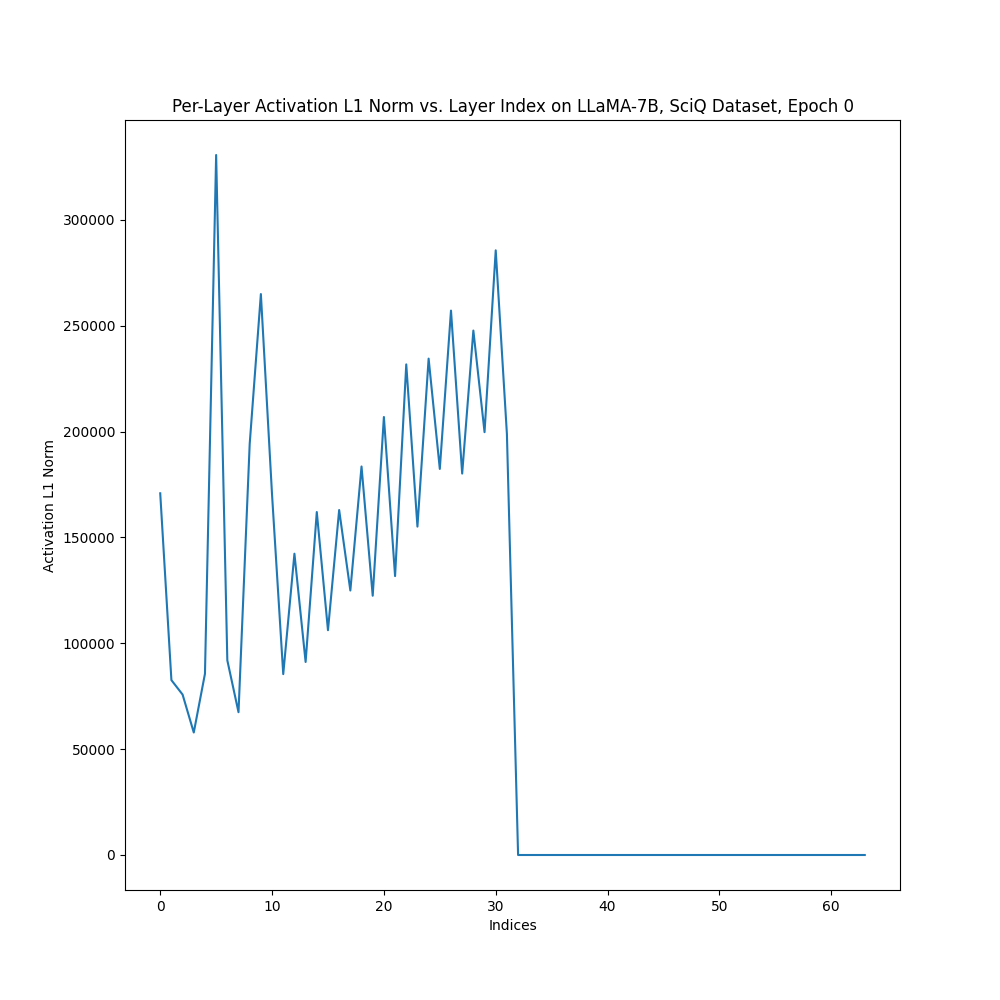 Per-Layer Activation L1 Norm vs. Layer Index on LLaMA-7B, SciQ Dataset, Epoch 0
300000
250000
200000
150000
100000
50000
0
Activation L1 Norm
0 10 20 30 40 50 60
Indices